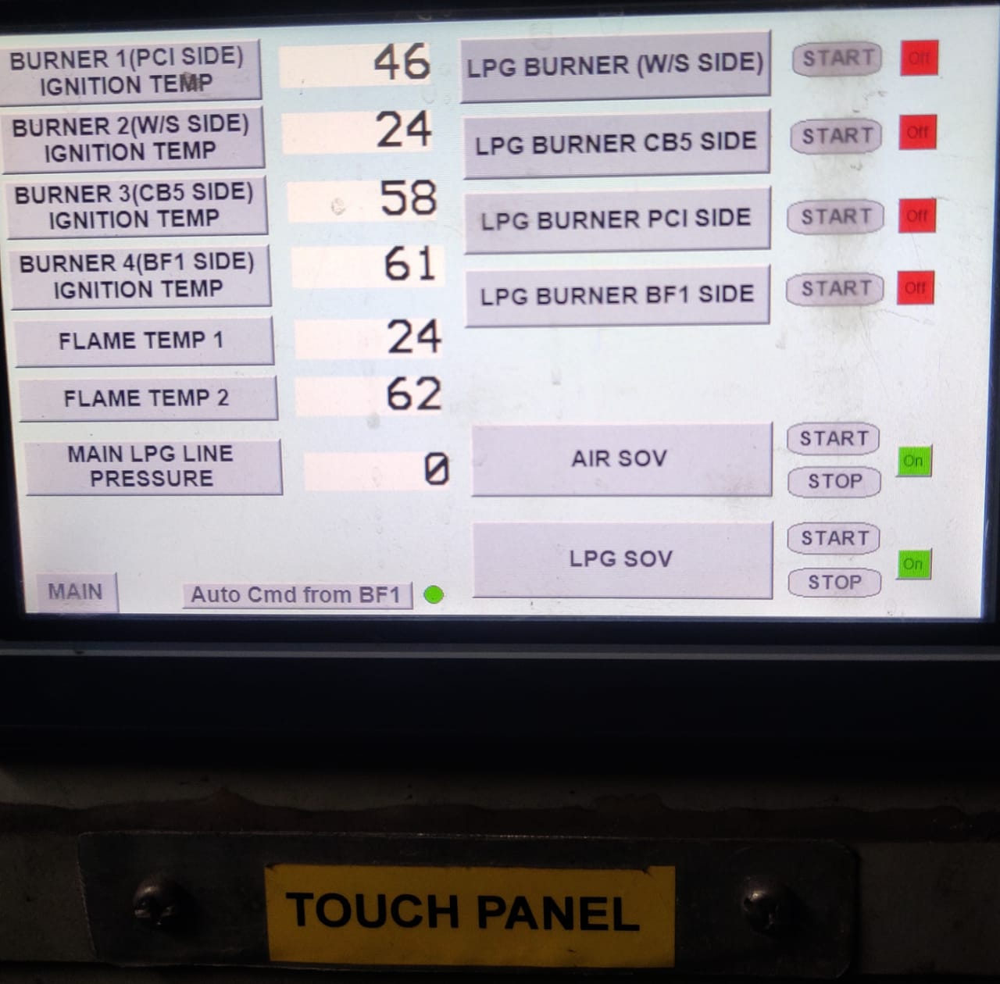 BURNER 1(PCI SIDE)
IGNITION TEMP
46
BURNER 2(W/S SIDE)
IGNITION TEMP
24
BURNER 3(CB5 SIDE)
IGNITION TEMP
58
BURNER 4(BF1 SIDE)
IGNITION TEMP
61
FLAME TEMP 1
24
FLAME TEMP 2
62
MAIN LPG LINE
PRESSURE
0
MAIN
Auto Cmd from BF1
LPG BURNER (W/S SIDE)
START
Off
LPG BURNER CB5 SIDE
START
Off
LPG BURNER PCI SIDE
START
Off
LPG BURNER BF1 SIDE
START
Off
AIR SOV
START
STOP
On
LPG SOV
START
STOP
On
TOUCH PANEL